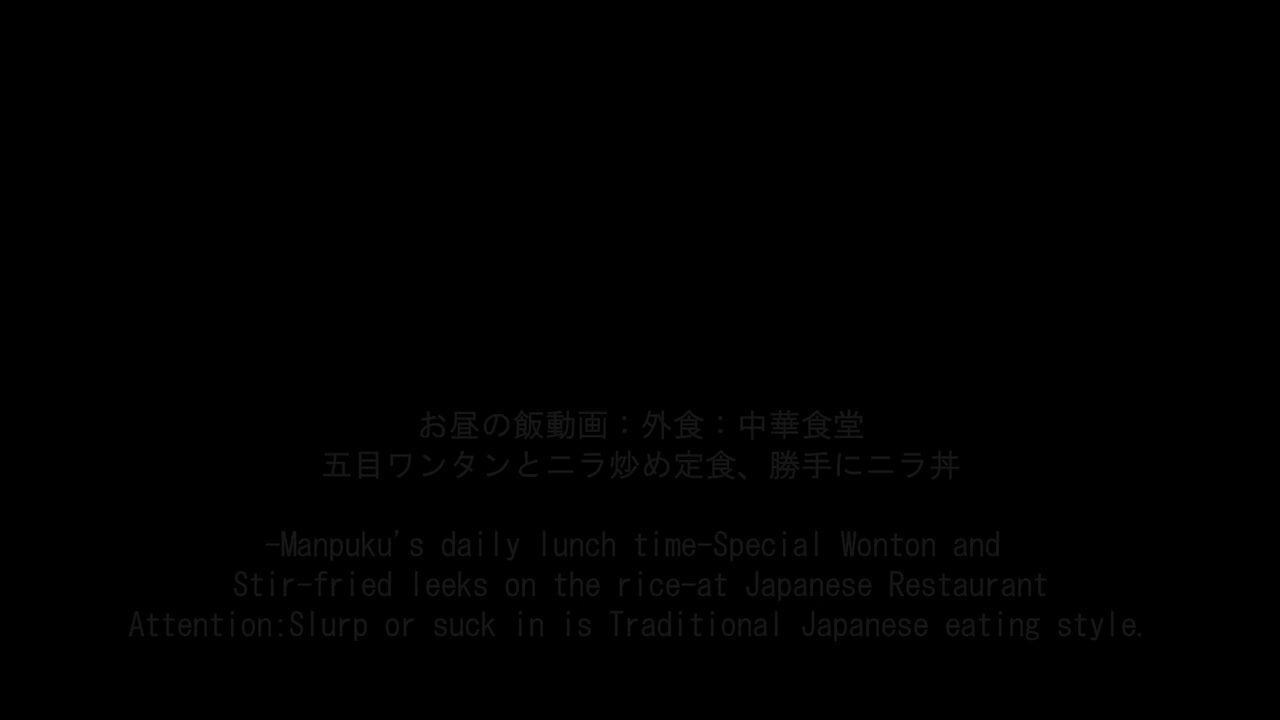 お昼の飯動画：外食：中華食堂
五目ワンタンとニラ炒め定食、勝手にニラ丼
-Manpuku's daily lunch time-Special Wonton and
Stir-fried leeks on the rice-at Japanese Restaurant
Attention:Slurp or suck in is Traditional Japanese eating style.